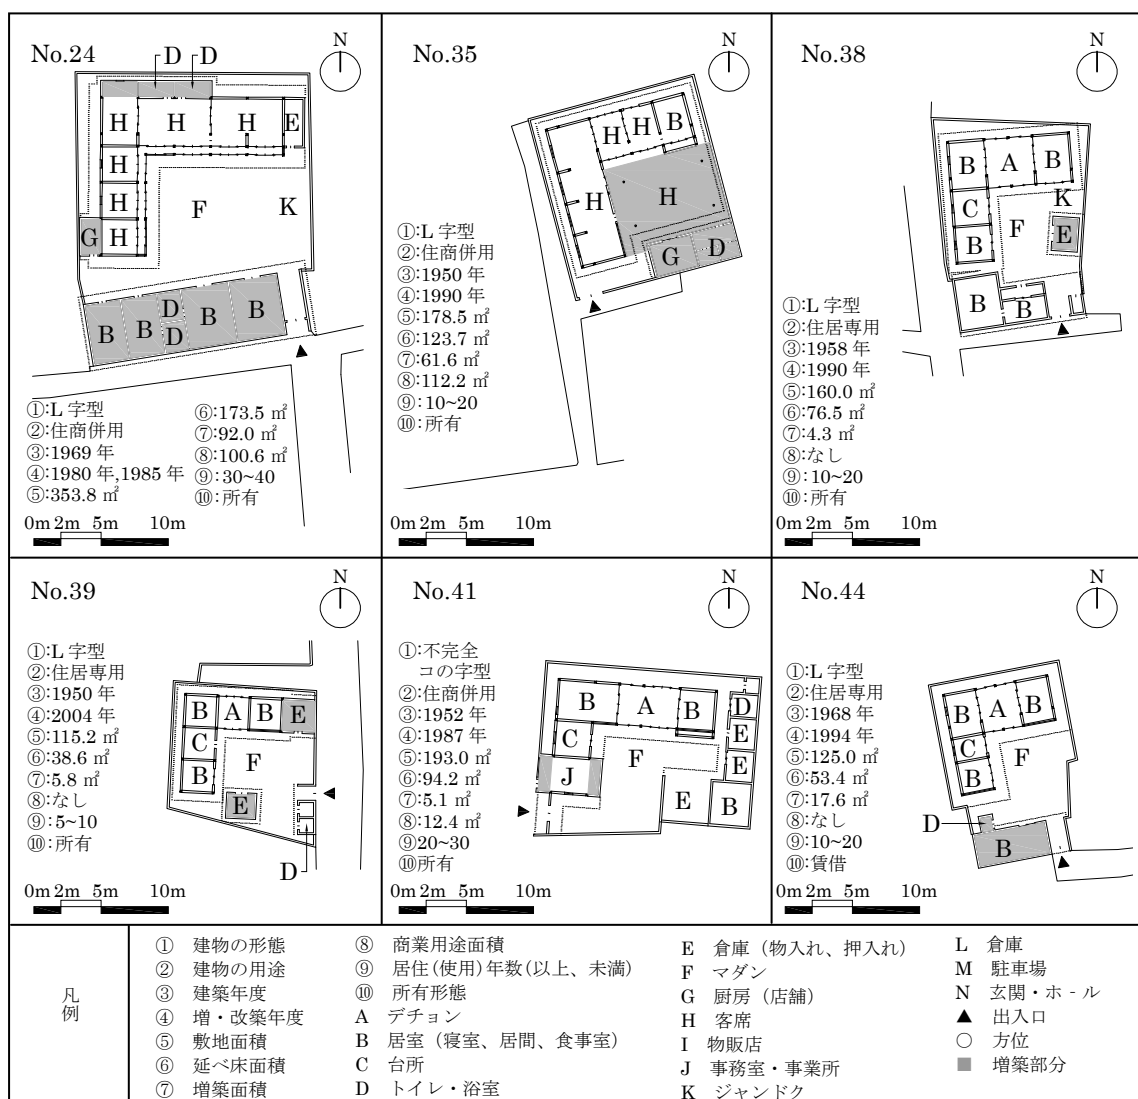 No.24
D D
N
H H H E
H
H
F K
G H
D
B B B B
D
①:L 字型
②:住商併用
③:1969 年
④:1980 年,1985 年
⑤:353.8 ㎡
⑥:173.5 ㎡
⑦:92.0 ㎡
⑧:100.6 ㎡
⑨:30~40
⑩:所有
0m 2m 5m 10m
No.35
N
H H B
H H
G D
①:L 字型
②:住商併用
③:1950 年
④:1990 年
⑤:178.5 ㎡
⑥:123.7 ㎡
⑦:61.6 ㎡
⑧:112.2 ㎡
⑨:10~20
⑩:所有
0m 2m 5m 10m
No.38
N
B A B
C F K
B E
B B
①:L 字型
②:住居専用
③:1958 年
④:1990 年
⑤:160.0 ㎡
⑥:76.5 ㎡
⑦:4.3 ㎡
⑧:なし
⑨:10~20
⑩:所有
0m 2m 5m 10m
No.39
N
B A B E
C
B F
E
D
①:L 字型
②:住居専用
③:1950 年
④:2004 年
⑤:115.2 ㎡
⑥:38.6 ㎡
⑦:5.8 ㎡
⑧:なし
⑨:5~10
⑩:所有
0m 2m 5m 10m
No.41
N
B A B D
C F E
J E
E B
①:不完全
コの字型
②:住商併用
③:1952 年
④:1987 年
⑤:193.0 ㎡
⑥:94.2 ㎡
⑦:5.1 ㎡
⑧:12.4 ㎡
⑨20~30
⑩所有
0m 2m 5m 10m
No.44
N
B A B
C F
B
D
B
①:L 字型
②:住居専用
③:1968 年
④:1994 年
⑤:125.0 ㎡
⑥:53.4 ㎡
⑦:17.6 ㎡
⑧:なし
⑨:10~20
⑩:賃借
0m 2m 5m 10m
凡
例
① 建物の形態
② 建物の用途
③ 建築年度
④ 増・改築年度
⑤ 敷地面積
⑥ 延べ床面積
⑦ 増築面積
⑧ 商業用途面積
⑨ 居住(使用)年数(以上、未満)
⑩ 所有形態
A デチョン
B 居室(寝室、居間、食事室)
C 台所
D トイレ・浴室
E 倉庫(物入れ、押入れ)
F マダン
G 厨房(店舗)
H 客席
I 物販店
J 事務室・事業所
K ジャンドク
L 倉庫
M 駐車場
N 玄関・ホ‐ル
▲ 出入口
○ 方位
■ 増築部分